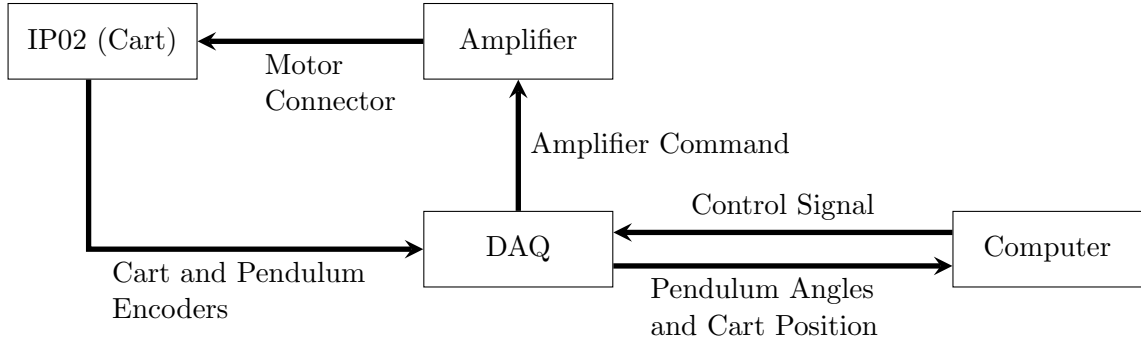 IP02 (Cart)
Amplifier
Motor
Connector
Amplifier Command
Control Signal
DAQ
Computer
Cart and Pendulum
Encoders
Pendulum Angles
and Cart Position